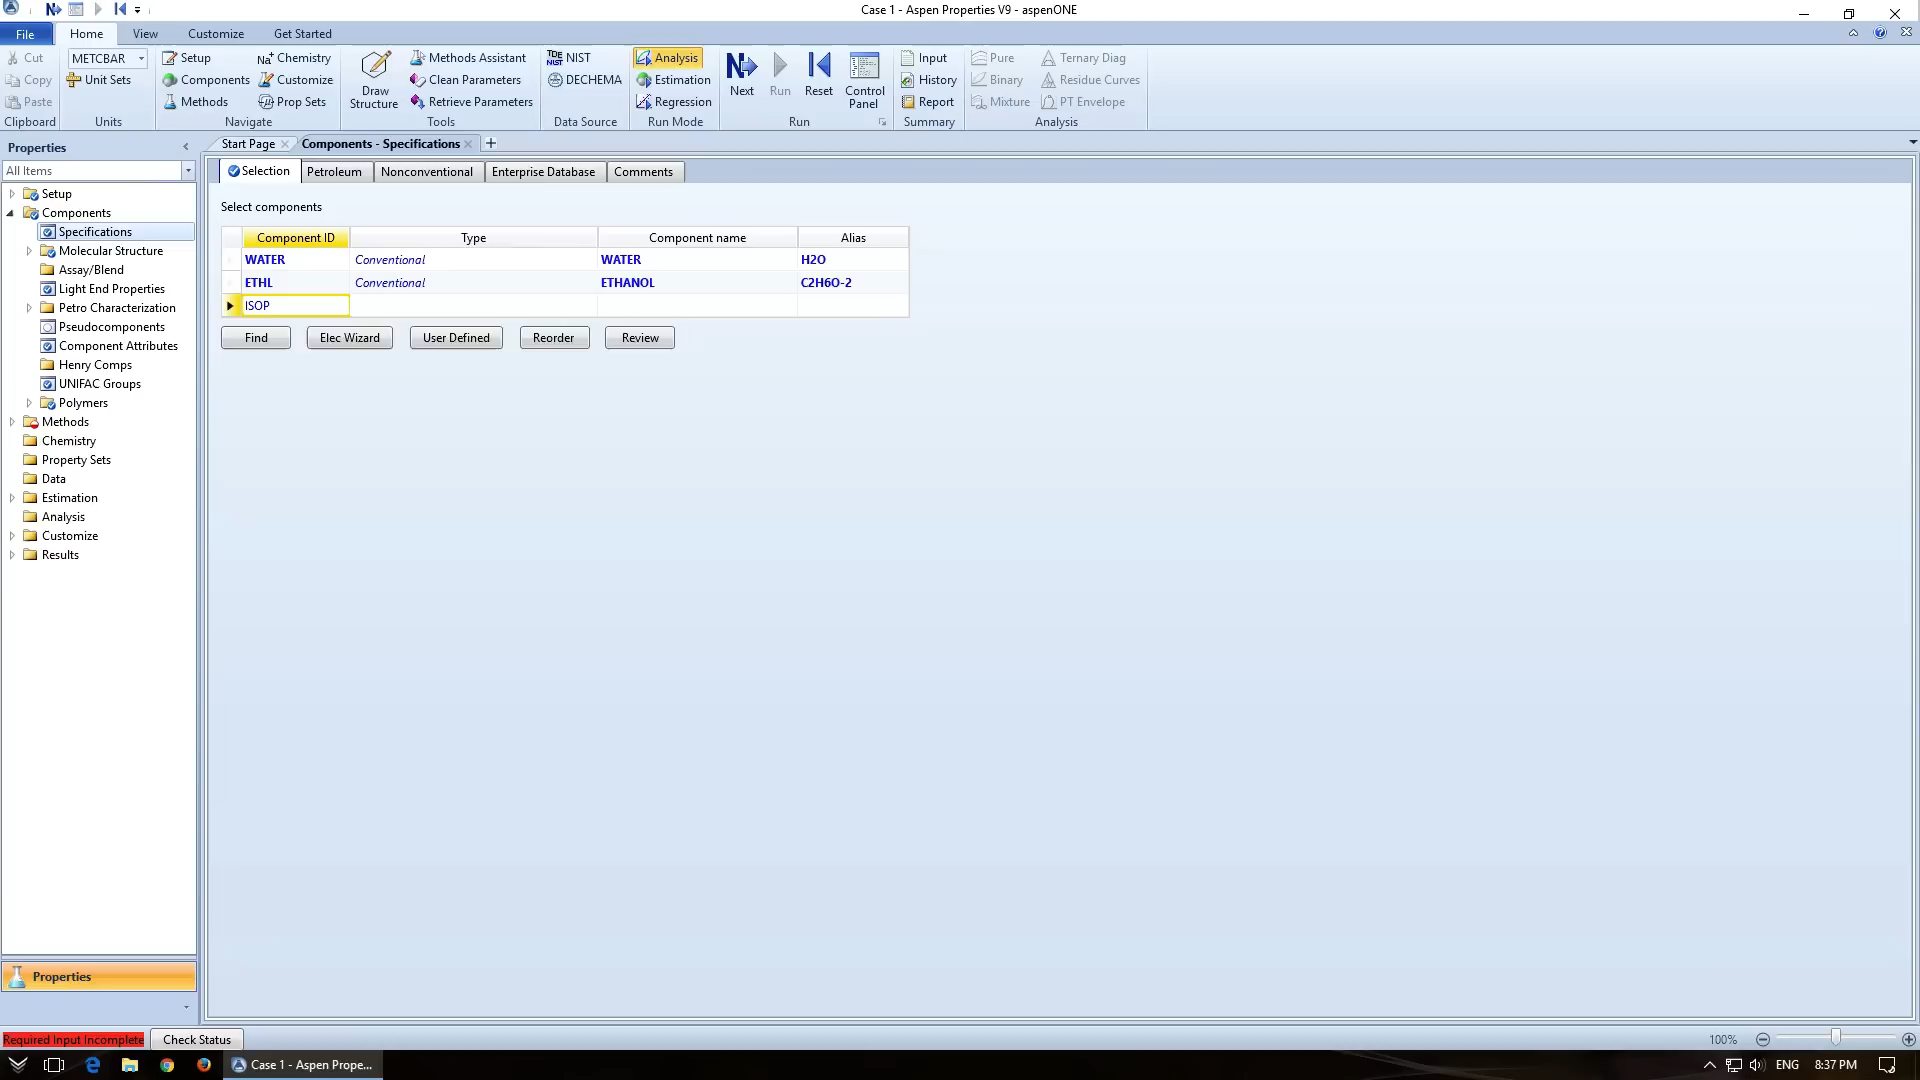 Case 1 - Aspen Properties V9 - aspenONE
File
Home
View
Customize
Get Started
Cut
Copy
Paste
Clipboard
METCBAR
Unit Sets
Units
Setup
Components
Methods
Na+ Chemistry
Customize
Prop Sets
Navigate
Draw
Structure
Methods Assistant
Clean Parameters
Retrieve Parameters
Tools
TDE NIST NIST
DECHEMA
Data Source
Analysis
Estimation
Regression
Run Mode
N Next
Run
Reset
Control
Panel
Run
Input
History
Report
Summary
Pure
Binary
Mixture
Ternary Diag
Residue Curves
PT Envelope
Analysis
Properties
All Items
Setup
Components
Specifications
Molecular Structure
Assay/Blend
Light End Properties
Petro Characterization
Pseudocomponents
Component Attributes
Henry Comps
UNIFAC Groups
Polymers
Methods
Chemistry
Property Sets
Data
Estimation
Analysis
Customize
Results
Properties
Start Page
Components - Specifications
Selection
Petroleum
Nonconventional
Enterprise Database
Comments
Select components
Component ID Type Component name Alias
WATER Conventional WATER H2O
ETHL Conventional ETHANOL C2H6O-2
ISOP
Find
Elec Wizard
User Defined
Reorder
Review
Required Input Incomplete
Check Status
100%
Case 1 - Aspen Prope...
ENG
8:37 PM